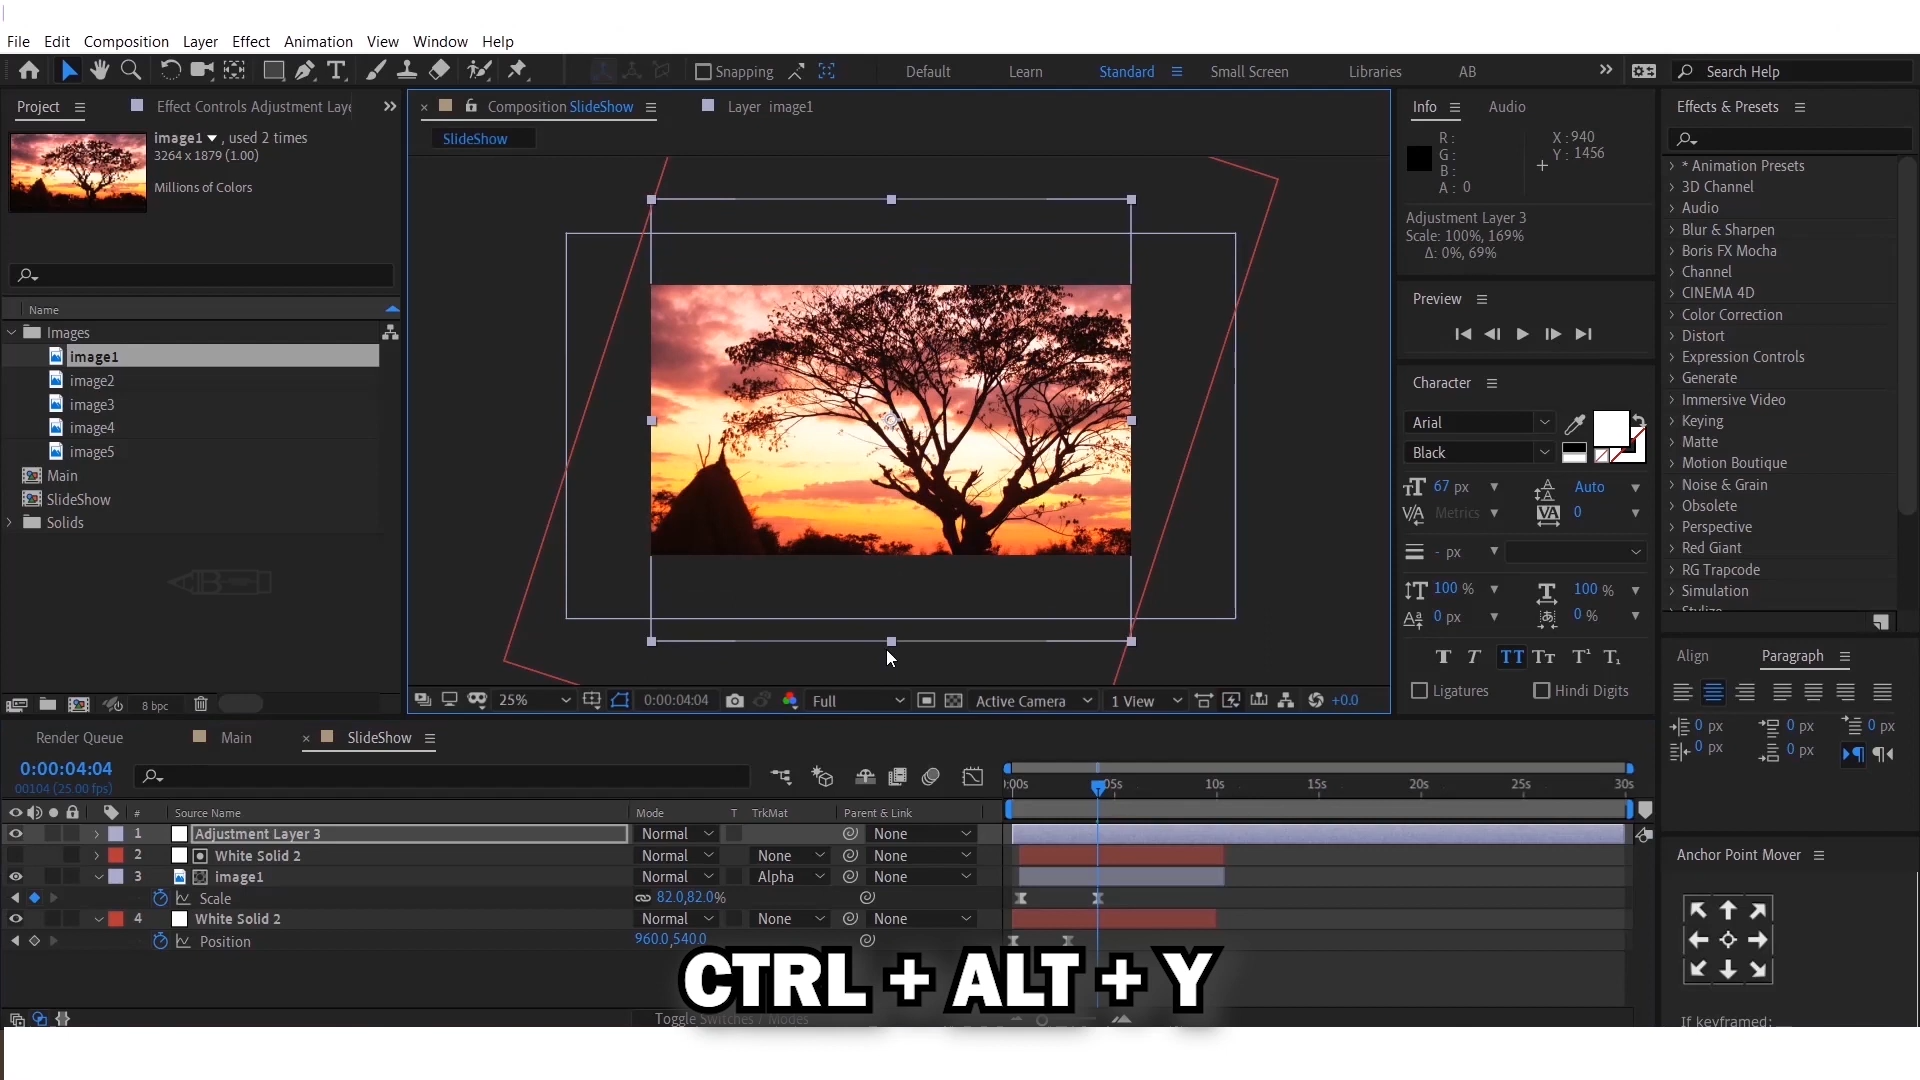 File Edit Composition Layer Effect Animation View Window Help
Snapping Default Learn Standard Small Screen Libraries AB Search Help
Project Effect Controls Adjustment Laye
image1 , used 2 times
3264 x 1879 (1.00)
Millions of Colors
Name
Images
image1
image2
image3
image4
image5
Main
SlideShow
Solids
8 bpc
Composition SlideShow Layer image1
SlideShow
25% 0:00:04:04 Full Active Camera 1 View +0.0
Info Audio
R :
G :
B :
A : 0
X : 940
Y : 1456
Adjustment Layer 3
Scale: 100%, 169%
Δ: 0%, 69%
Preview
Character
Arial
Black
67 px Auto
Metrics 0
- px
100 % 100 %
0 px 0 %
Ligatures Hindi Digits
Effects & Presets
* Animation Presets
3D Channel
Audio
Blur & Sharpen
Boris FX Mocha
Channel
CINEMA 4D
Color Correction
Distort
Expression Controls
Generate
Immersive Video
Keying
Matte
Motion Boutique
Noise & Grain
Obsolete
Perspective
Red Giant
RG Trapcode
Simulation
Stylize
Align Paragraph
0 px 0 px 0 px
0 px 0 px
Anchor Point Mover
If keyframed:
Render Queue Main SlideShow
0:00:04:04
00104 (25.00 fps)
05s 10s 15s 20s 25s 30s
# Source Name Mode T TrkMat Parent & Link
1 Adjustment Layer 3 Normal None
2 White Solid 2 Normal None None
3 image1 Normal Alpha None
Scale 82.0,82.0%
4 White Solid 2 Normal None None
Position 960.0,540.0
CTRL + ALT + Y
Toggle Switches / Modes